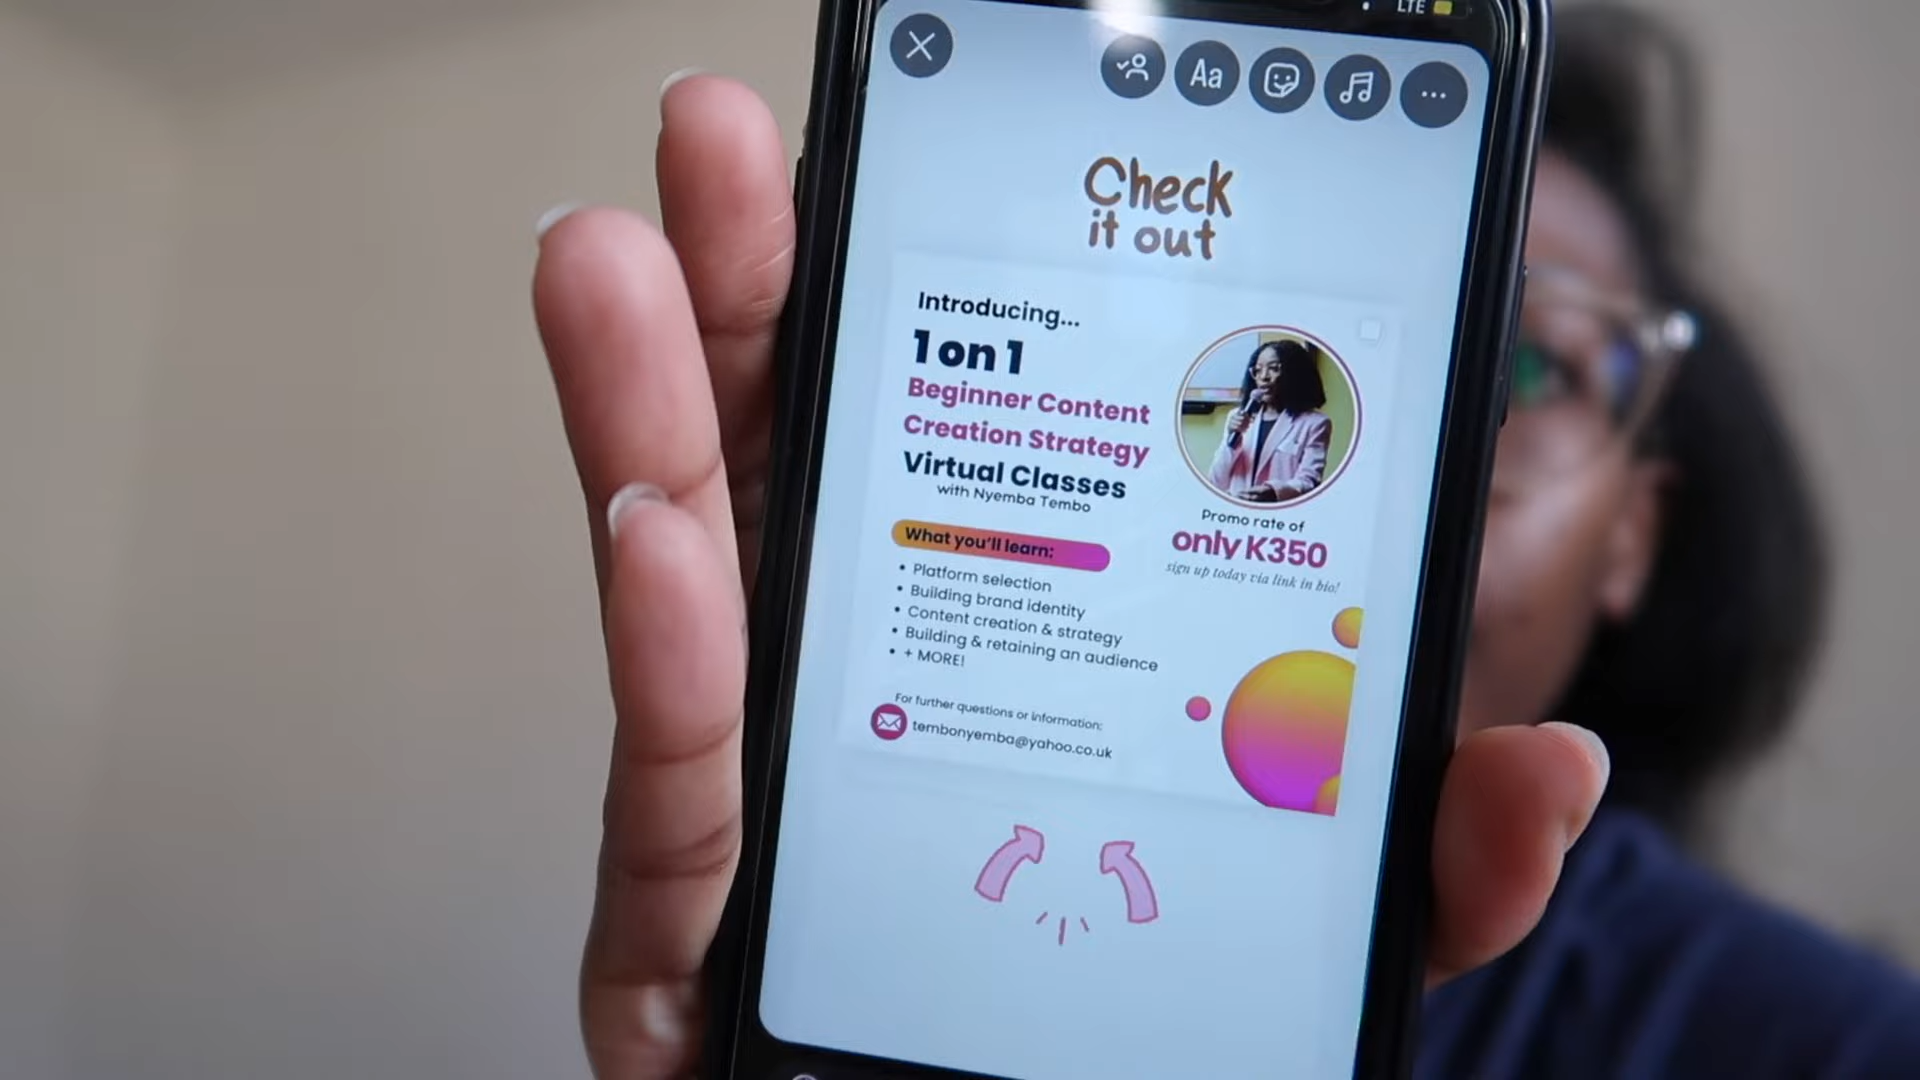 LTE
Aa
Check
it out
Introducing...
1 on 1
Beginner Content
Creation Strategy
Virtual Classes
with Nyemba Tembo
Promo rate of
only K350
sign up today via link in bio!
What you'll learn:
• Platform selection
• Building brand identity
• Content creation & strategy
• Building & retaining an audience
• + MORE!
For further questions or information:
tembonyemba@yahoo.co.uk